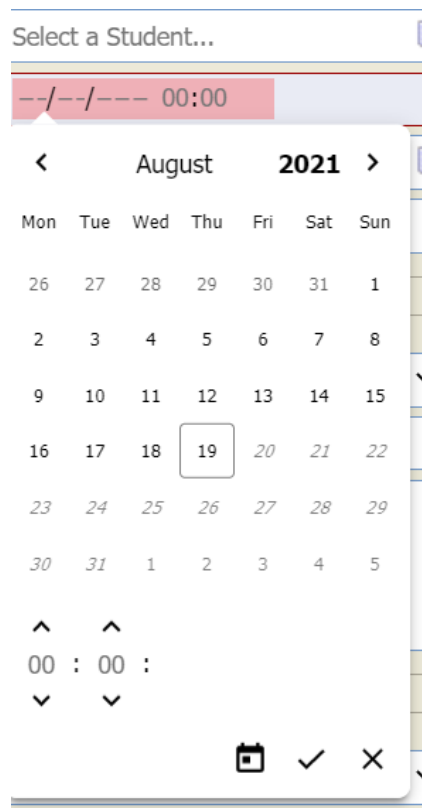 Select a Student...
--/--/--- 00:00
August 2021
Mon Tue Wed Thu Fri Sat Sun
26 27 28 29 30 31 1
2 3 4 5 6 7 8
9 10 11 12 13 14 15
16 17 18 19 20 21 22
23 24 25 26 27 28 29
30 31 1 2 3 4 5
00 : 00 :